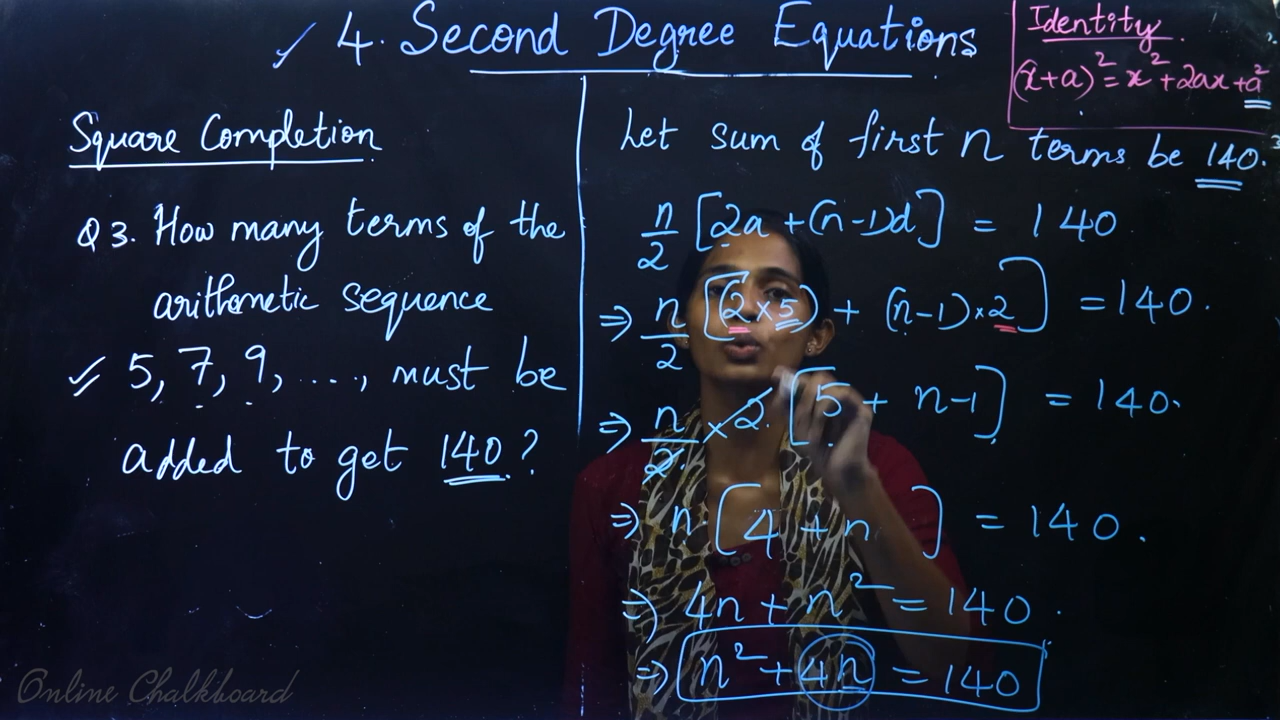 4. Second Degree Equations
Identity
(x+a)² = x² + 2ax + a²
Square Completion
Q3. How many terms of the
arithmetic sequence
5, 7, 9, ...., must be
added to get 140?
Let sum of first n terms be 140.
n/2 [2a + (n-1)d] = 140
⇒ n/2 [(2 × 5) + (n-1) × 2] = 140.
⇒ n/2 × 2 [5 + n-1] = 140.
⇒ n [4 + n ] = 140.
⇒ 4n + n² = 140.
⇒ n² + 4n = 140
Online Chalkboard